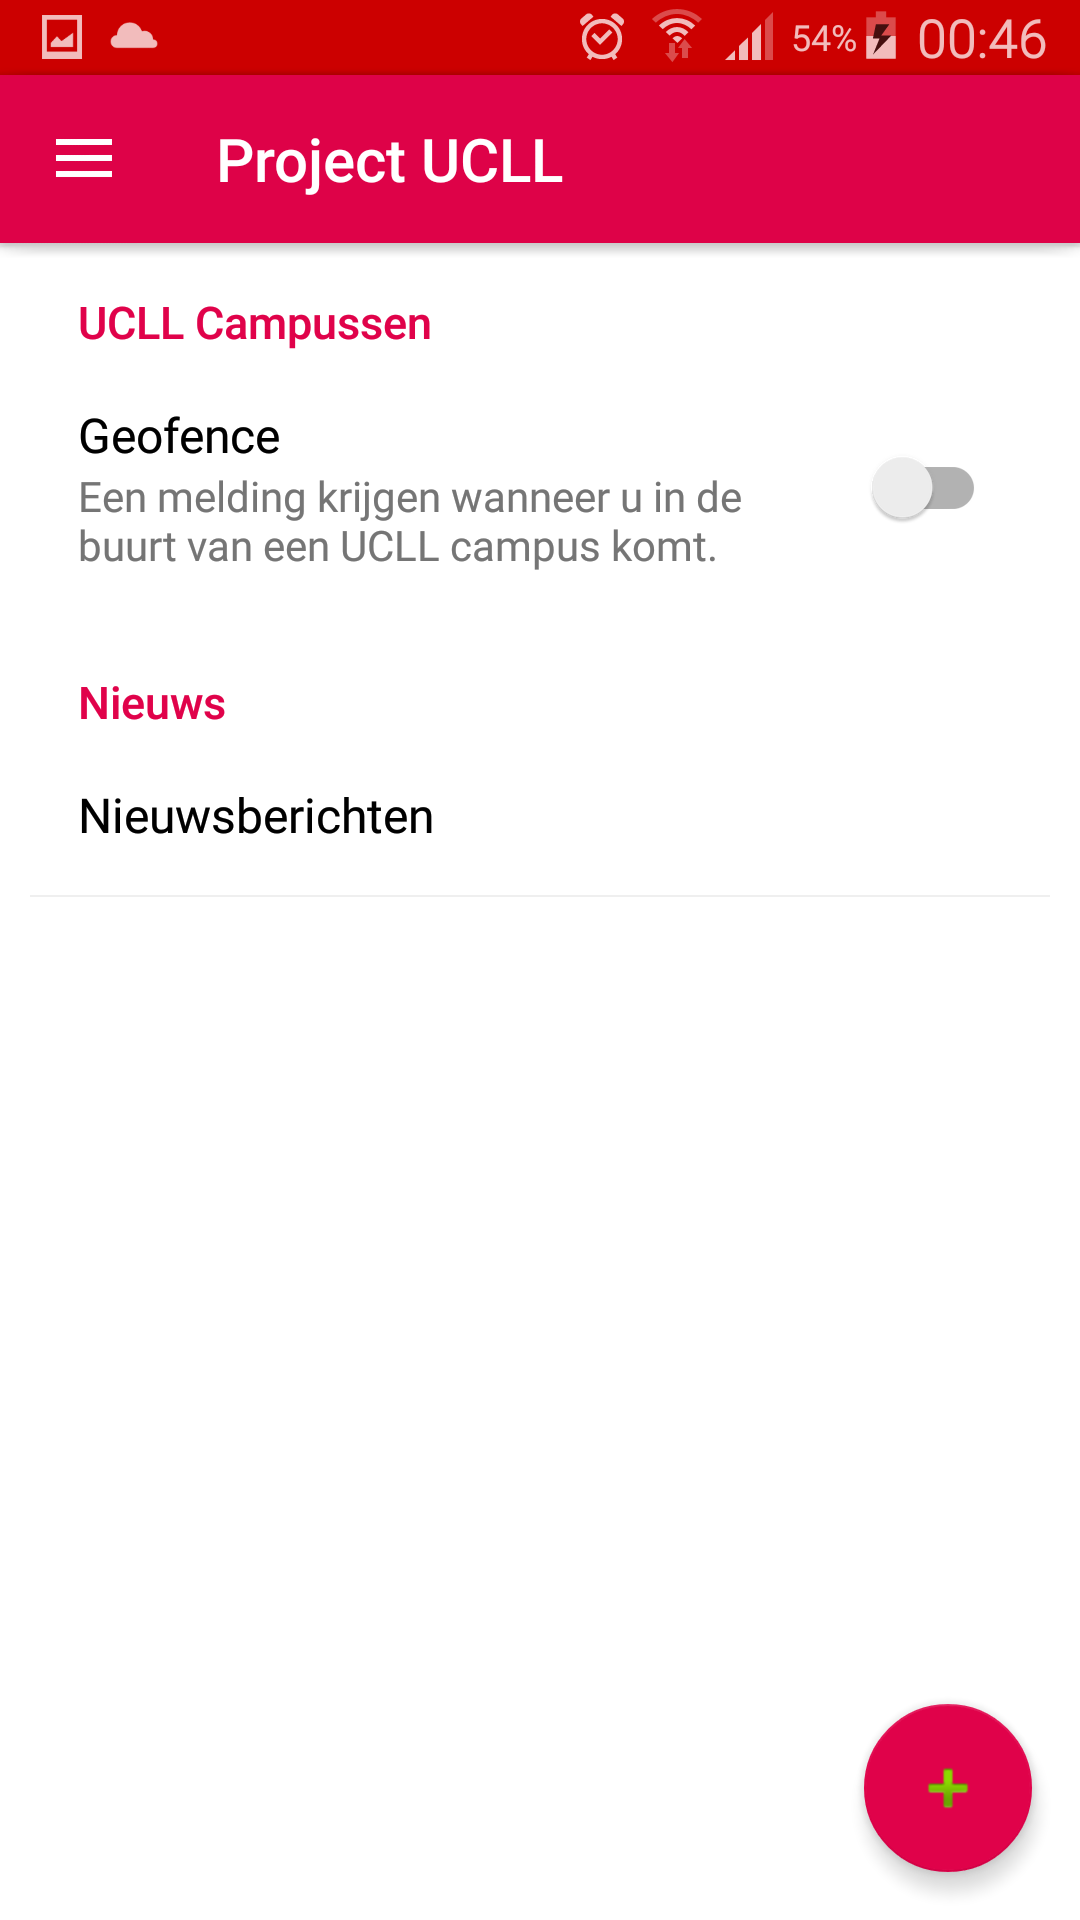 54% 00:46
Project UCLL
UCLL Campussen
Geofence
Een melding krijgen wanneer u in de
buurt van een UCLL campus komt.
Nieuws
Nieuwsberichten